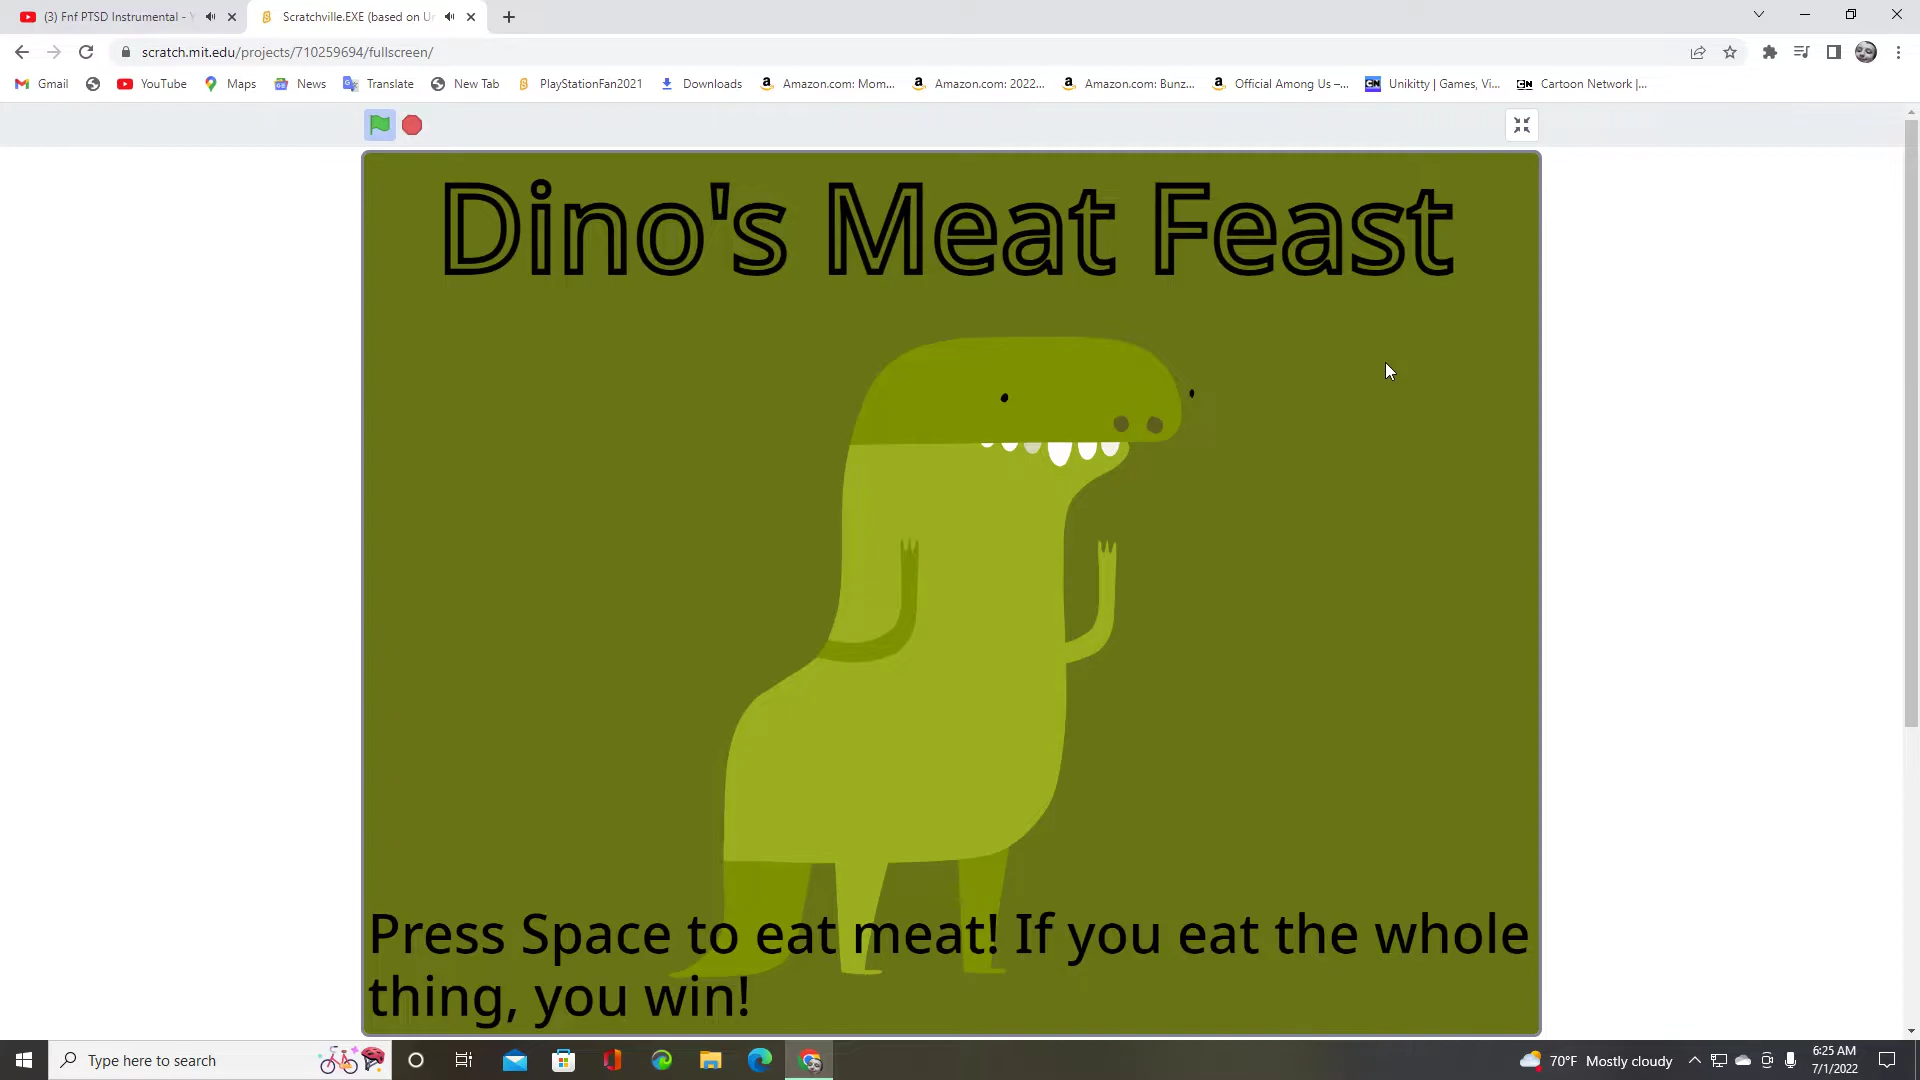 (3) Fnf PTSD Instrumental -
Scratchville.EXE (based on Ur
scratch.mit.edu/projects/710259694/fullscreen/
Gmail
YouTube
Maps
News
Translate
New Tab
PlayStationFan2021
Downloads
Amazon.com: Mom...
Amazon.com: 2022...
Amazon.com: Bunz...
Official Among Us –...
Unikitty | Games, Vi...
Cartoon Network |...
Dino's Meat Feast
Press Space to eat meat! If you eat the whole
thing, you win!
Type here to search
70°F Mostly cloudy
6:25 AM
7/1/2022